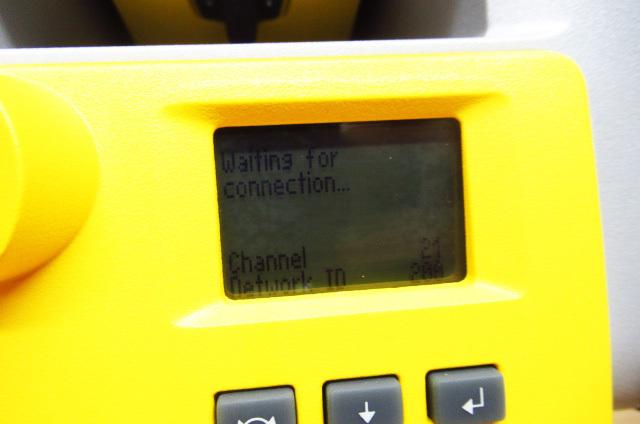 Waiting for
connection...
Channel 21
Network ID 200